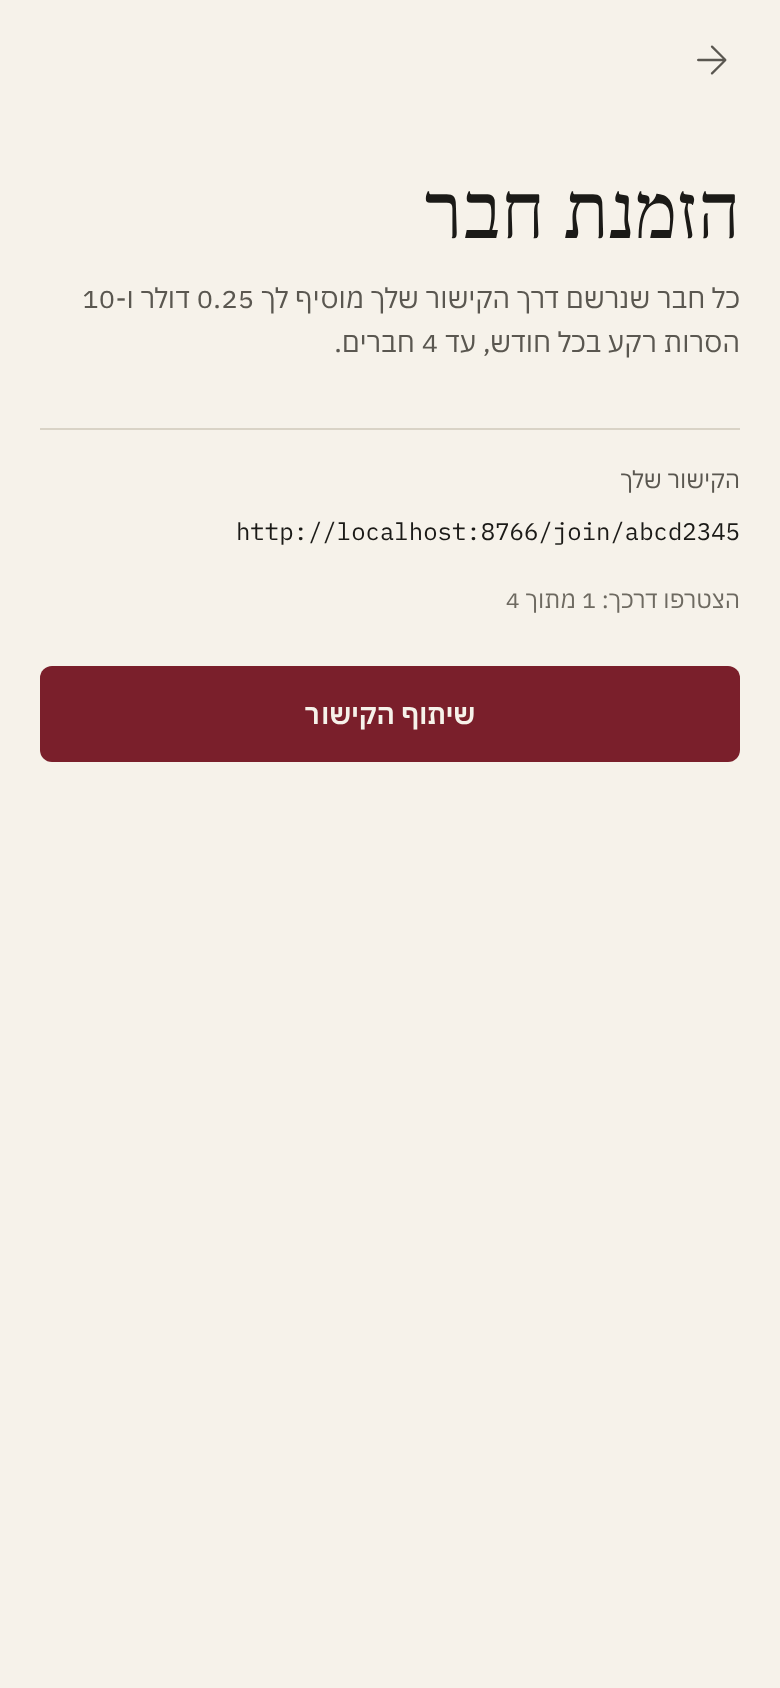 הזמנת חבר
כל חבר שנרשם דרך הקישור שלך מוסיף לך 0.25 דולר ו-10
הסרות רקע בכל חודש, עד 4 חברים.
הקישור שלך
http://localhost:8766/join/abcd2345
הצטרפו דרכך: 1 מתוך 4
שיתוף הקישור